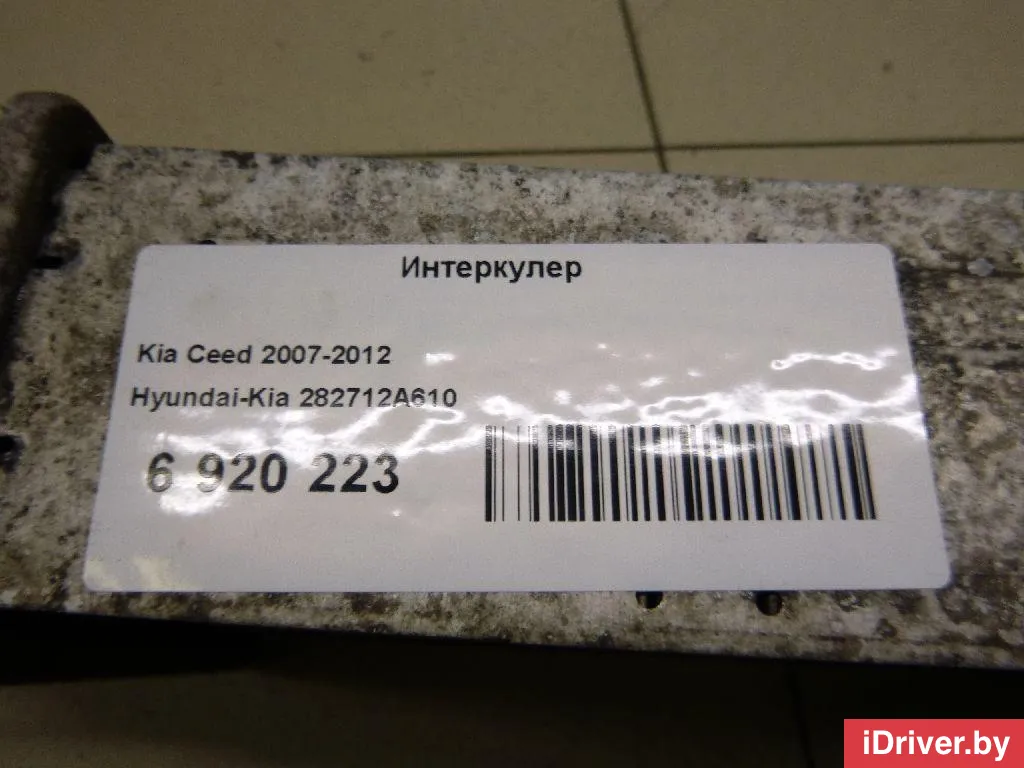 Интеркулер
Kia Ceed 2007-2012
Hyundai-Kia 282712A610
6 920 223
iDriver.by